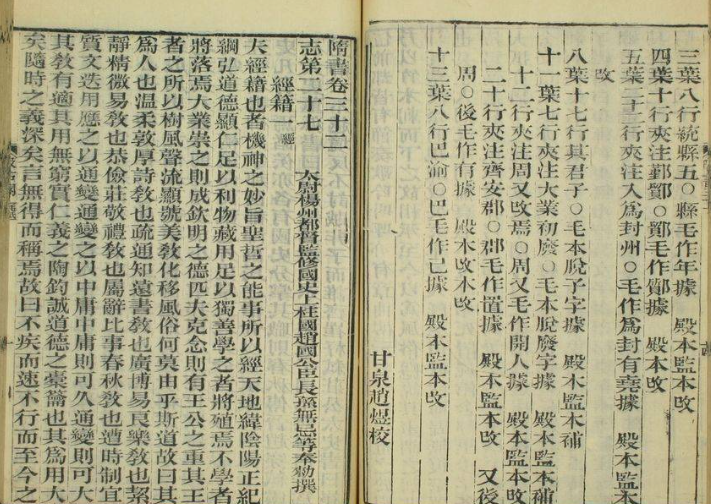 三葉八行統縣五○縣毛作年據　殿本監本改
四葉十行夾注鄞鄮○鄮毛作鄭據　殿本改
五葉二十二行夾注入爲封州○毛作爲封有堯據　殿本監本
改
八葉十七行其君子○毛本脫子字據　殿本監本補
十一葉七行夾注大業初廢○毛本脫廢字據　殿本監本補
十二行夾注周又改焉○周又毛作開人據　殿本監本改　又後
二十行夾注齊安郡○郡毛作置據　殿本監本改
周○後毛作有據　殿本改
十三葉八行巴渝○巴毛作已據　殿本監本改
甘泉趙煜校
隋書卷三十二
志第二十七
經籍一　經
太尉揚州都督監修國史上柱國趙國公臣長孫無忌等奉勑撰
夫經籍也者機神之妙旨聖哲之能事所以經天地緯陰陽正紀
綱弘道德顯仁足以利物藏用足以獨善學之者將殖焉不學者
將落焉大業崇之則成欽明之德匹夫克念則有王公之重其王
者之所以樹風聲流顯號美敎化移風俗何莫由乎斯道故曰其
爲人也溫柔敦厚詩敎也疏通知遠書敎也廣博易良樂敎也絜
靜精微易敎也恭儉莊敬禮敎也屬辭比事春秋敎也遭時制宜
質文迭用應之以通變通變之以中庸中庸則可久通變則可大
其敎有適其用無窮實仁義之陶鈞誠道德之橐籥也其爲用大
矣隨時之義深矣言無得而稱焉故曰不疾而速不行而至今之